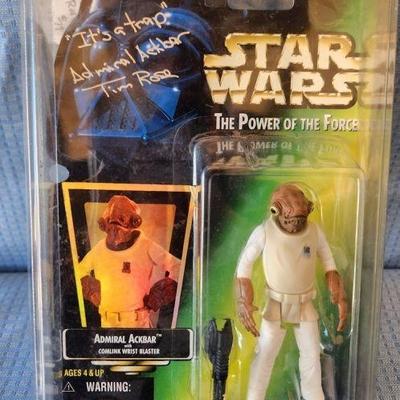 "It's a trap"
Admiral Ackbar
Tim Rose
STAR
WARS
THE POWER OF THE FORCE
ADMIRAL ACKBAR™
with
COMLINK WRIST BLASTER
AGES 4 & UP
WARNING: